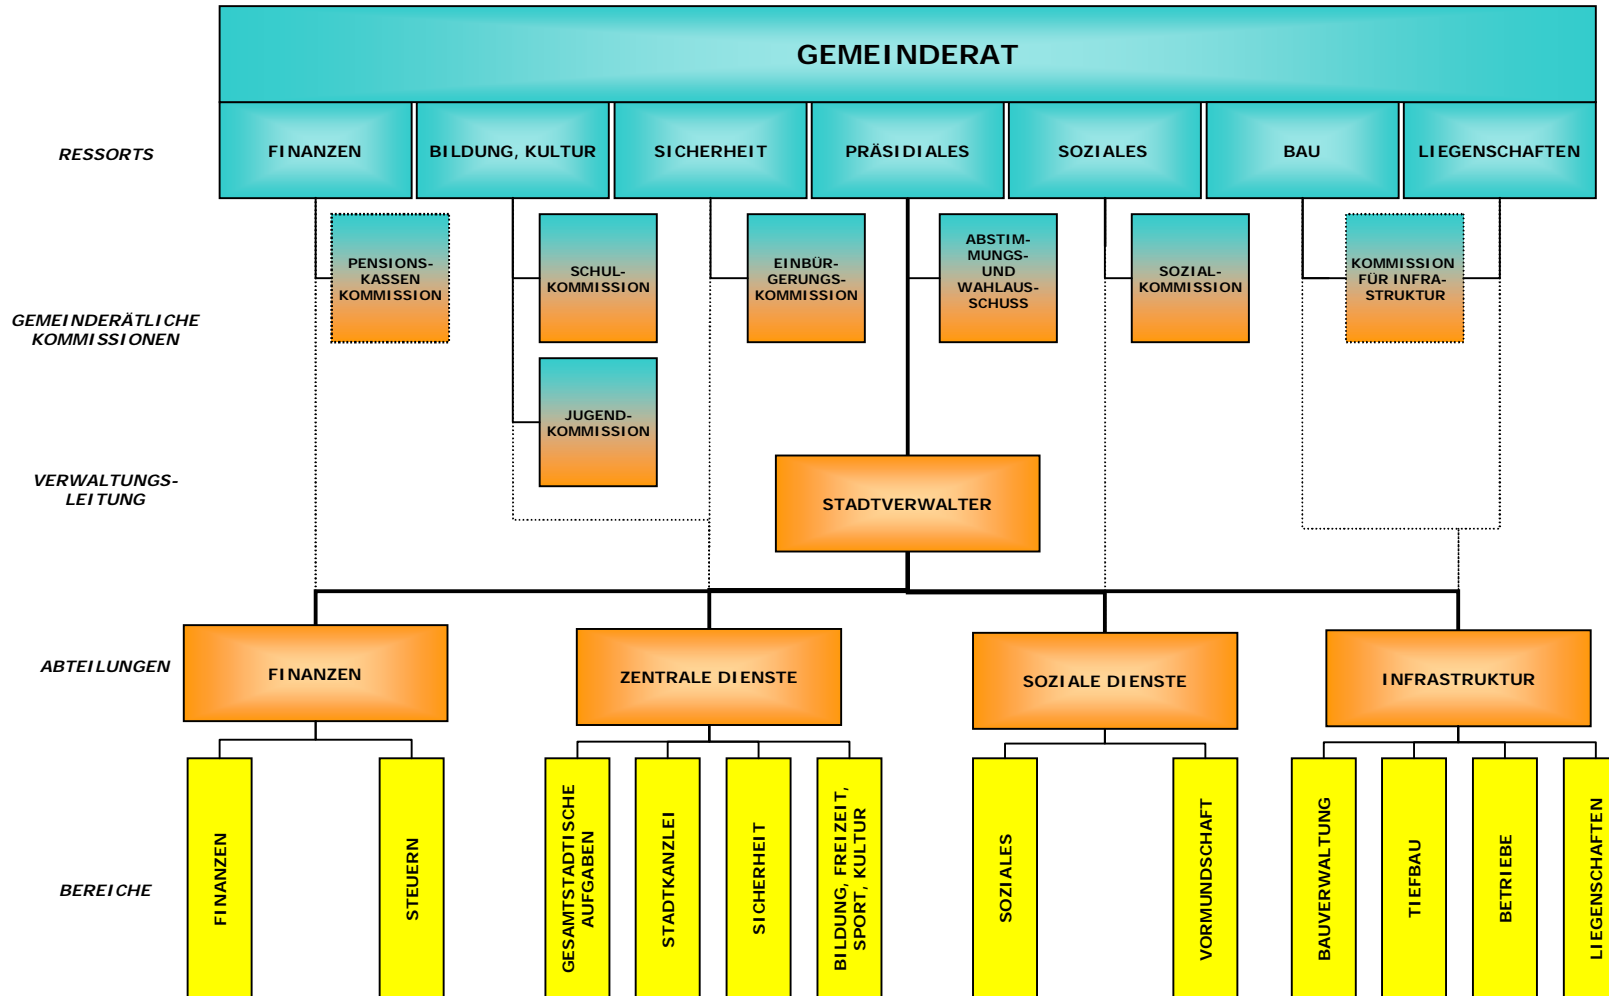 GEMEINDERAT
RESSORTS
FINANZEN
BILDUNG, KULTUR
SICHERHEIT
PRÄSIDIALES
SOZIALES
BAU
LIEGENSCHAFTEN
GEMEINDERÄTLICHE
KOMMISSIONEN
PENSIONS-
KASSEN
KOMMISSION
SCHUL-
KOMMISSION
EINBÜR-
GERUNGS-
KOMMISSION
ABSTIM-
MUNGS-
UND
WAHLAUS-
SCHUSS
SOZIAL-
KOMMISSION
KOMMISSION
FÜR INFRA-
STRUKTUR
JUGEND-
KOMMISSION
VERWALTUNGS-
LEITUNG
STADTVERWALTER
ABTEILUNGEN
FINANZEN
ZENTRALE DIENSTE
SOZIALE DIENSTE
INFRASTRUKTUR
BEREICHE
FINANZEN
STEUERN
GESAMTSTADTISCHE
AUFGABEN
STADTKANZLEI
SICHERHEIT
BILDUNG, FREIZEIT,
SPORT, KULTUR
SOZIALES
VORMUNDSCHAFT
BAUVERWALTUNG
TIEFBAU
BETRIEBE
LIEGENSCHAFTEN